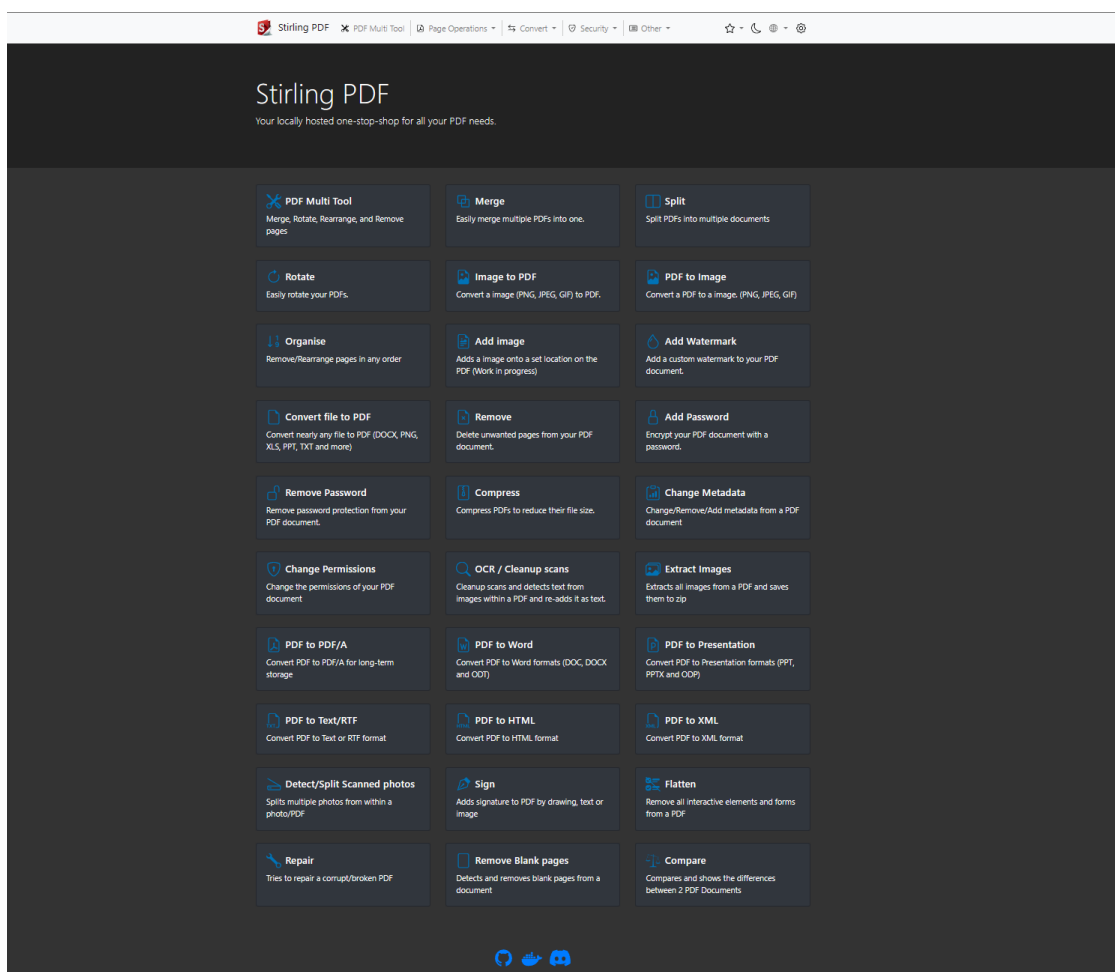 Stirling PDF PDF Multi Tool Page Operations Convert Security Other
Stirling PDF
Your locally hosted one-stop-shop for all your PDF needs.
PDF Multi Tool
Merge, Rotate, Rearrange, and Remove
pages
Merge
Easily merge multiple PDFs into one.
Split
Split PDFs into multiple documents
Rotate
Easily rotate your PDFs.
Image to PDF
Convert a image (PNG, JPEG, GIF) to PDF.
PDF to Image
Convert a PDF to a image. (PNG, JPEG, GIF)
Organise
Remove/Rearrange pages in any order
Add image
Adds a image onto a set location on the
PDF (Work in progress)
Add Watermark
Add a custom watermark to your PDF
document.
Convert file to PDF
Convert nearly any file to PDF (DOCX, PNG,
XLS, PPT, TXT and more)
Remove
Delete unwanted pages from your PDF
document.
Add Password
Encrypt your PDF document with a
password.
Remove Password
Remove password protection from your
PDF document.
Compress
Compress PDFs to reduce their file size.
Change Metadata
Change/Remove/Add metadata from a PDF
document
Change Permissions
Change the permissions of your PDF
document
OCR / Cleanup scans
Cleanup scans and detects text from
images within a PDF and re-adds it as text.
Extract Images
Extracts all images from a PDF and saves
them to zip
PDF to PDF/A
Convert PDF to PDF/A for long-term
storage
PDF to Word
Convert PDF to Word formats (DOC, DOCX
and ODT)
PDF to Presentation
Convert PDF to Presentation formats (PPT,
PPTX and ODP)
PDF to Text/RTF
Convert PDF to Text or RTF format
PDF to HTML
Convert PDF to HTML format
PDF to XML
Convert PDF to XML format
Detect/Split Scanned photos
Splits multiple photos from within a
photo/PDF
Sign
Adds signature to PDF by drawing, text or
image
Flatten
Remove all interactive elements and forms
from a PDF
Repair
Tries to repair a corrupt/broken PDF
Remove Blank pages
Detects and removes blank pages from a
document
Compare
Compares and shows the differences
between 2 PDF Documents